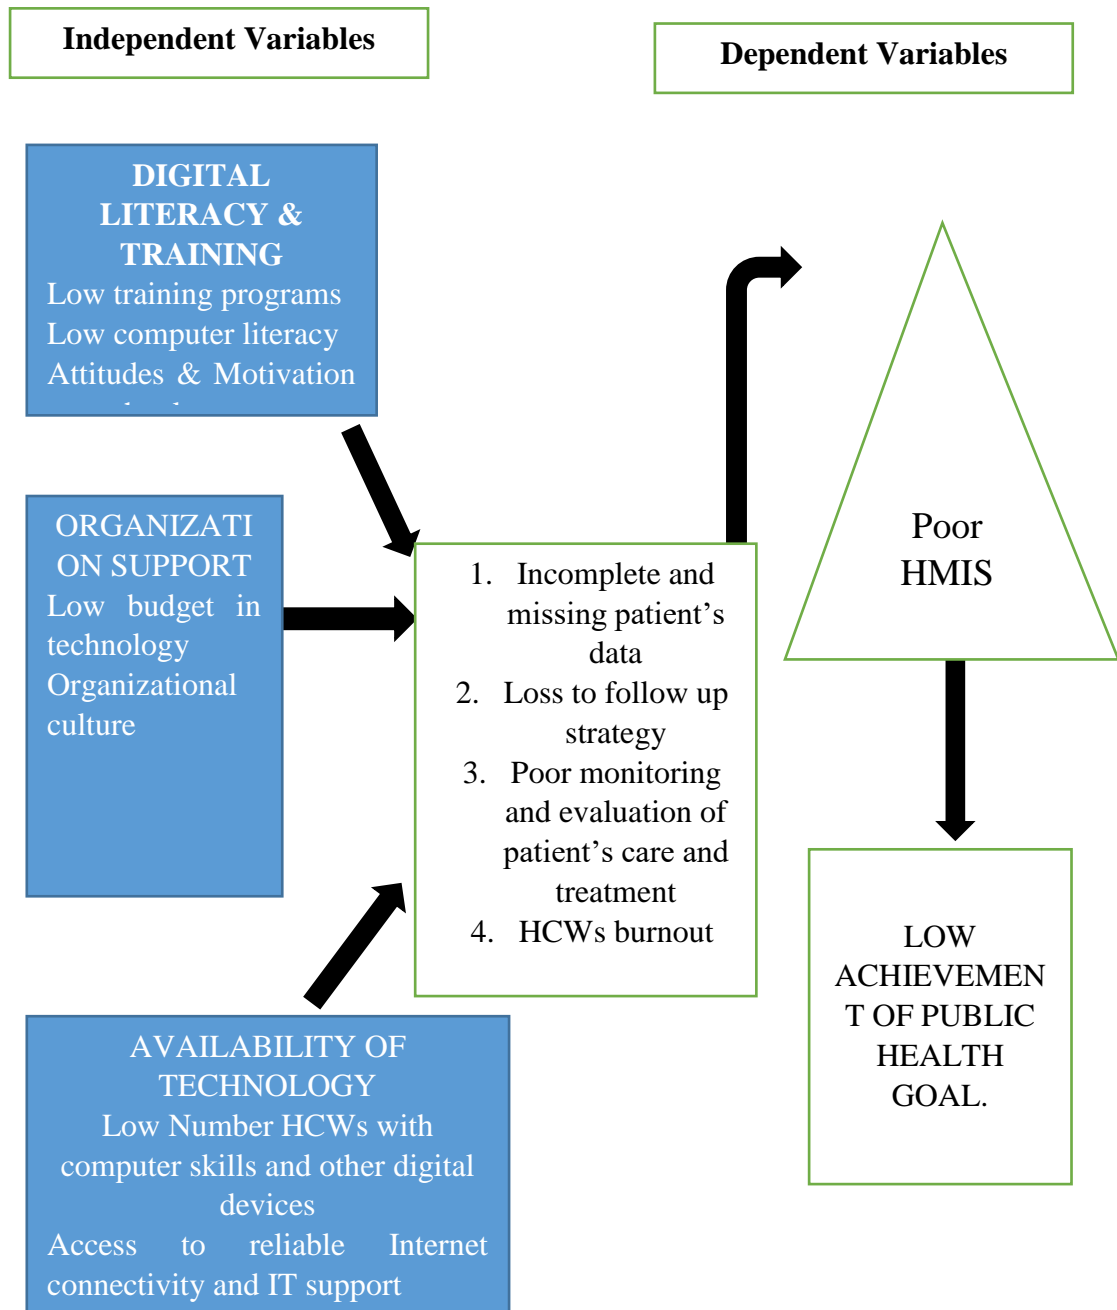 Independent Variables
Dependent Variables
DIGITAL
LITERACY &
TRAINING
Low training programs
Low computer literacy
Attitudes & Motivation
ORGANIZATI
ON SUPPORT
Low budget in
technology
Organizational
culture
AVAILABILITY OF
TECHNOLOGY
Low Number HCWs with
computer skills and other digital
devices
Access to reliable Internet
connectivity and IT support
1. Incomplete and
missing patient’s
data
2. Loss to follow up
strategy
3. Poor monitoring
and evaluation of
patient’s care and
treatment
4. HCWs burnout
Poor
HMIS
LOW
ACHIEVEMEN
T OF PUBLIC
HEALTH
GOAL.